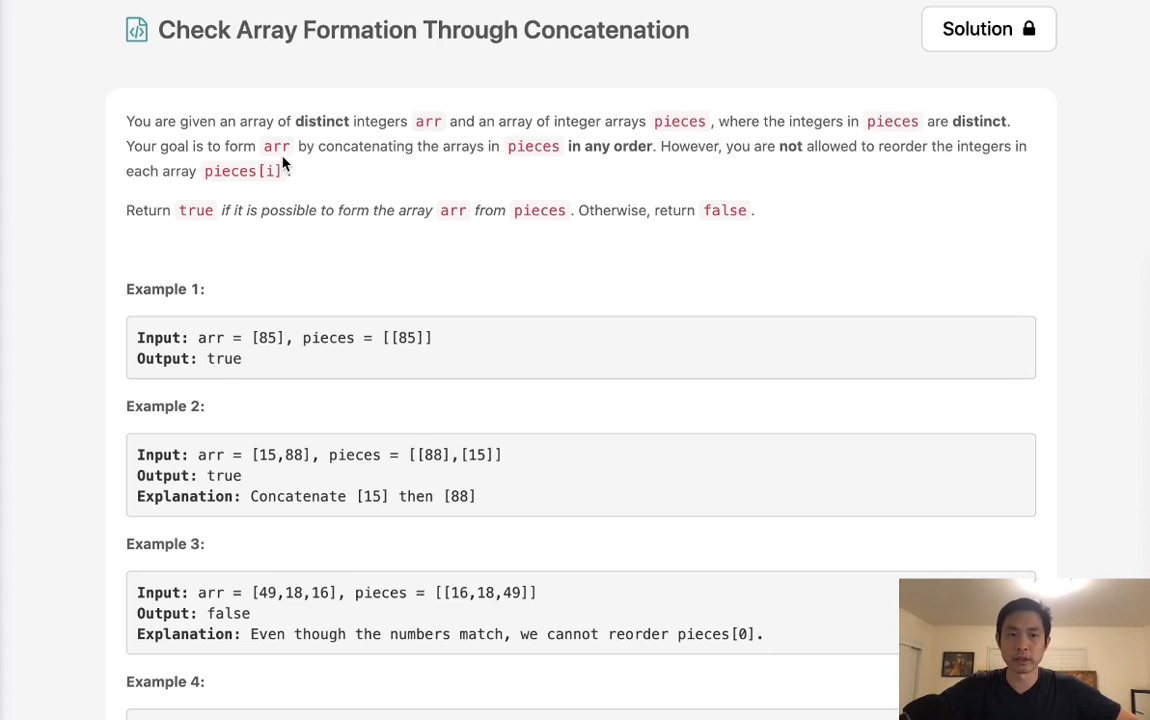 Check Array Formation Through Concatenation
Solution
You are given an array of distinct integers arr and an array of integer arrays pieces , where the integers in pieces are distinct.
Your goal is to form arr by concatenating the arrays in pieces in any order. However, you are not allowed to reorder the integers in
each array pieces[i] .
Return true if it is possible to form the array arr from pieces . Otherwise, return false .
Example 1:
Input: arr = [85], pieces = [[85]]
Output: true
Example 2:
Input: arr = [15,88], pieces = [[88],[15]]
Output: true
Explanation: Concatenate [15] then [88]
Example 3:
Input: arr = [49,18,16], pieces = [[16,18,49]]
Output: false
Explanation: Even though the numbers match, we cannot reorder pieces[0].
Example 4: